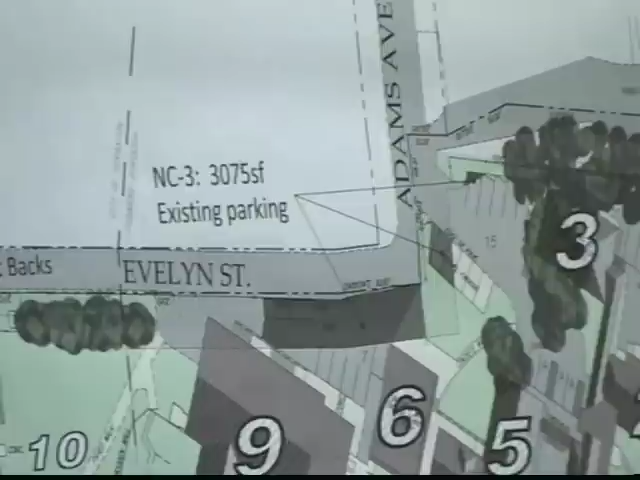 ADAMS AVE
NC-3: 3075sf
Existing parking
15
3
Backs
EVELYN ST.
6
9
5
10